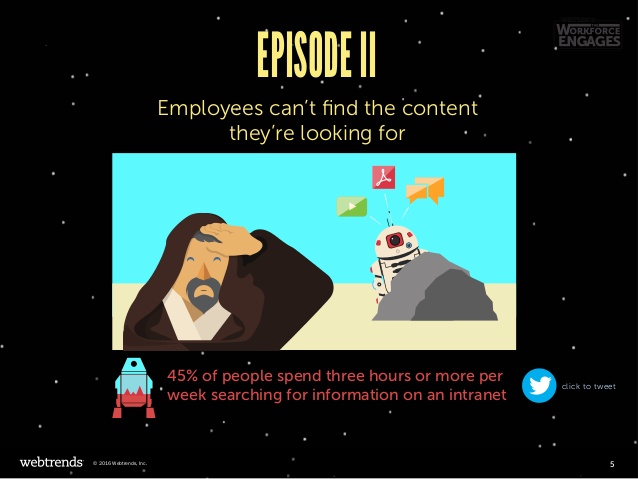 WORKFORCE
ENGAGES
EPISODE II
Employees can't find the content
they're looking for
45% of people spend three hours or more per
week searching for information on an intranet
click to tweet
webtrends
© 2016 Webtrends, Inc.
5